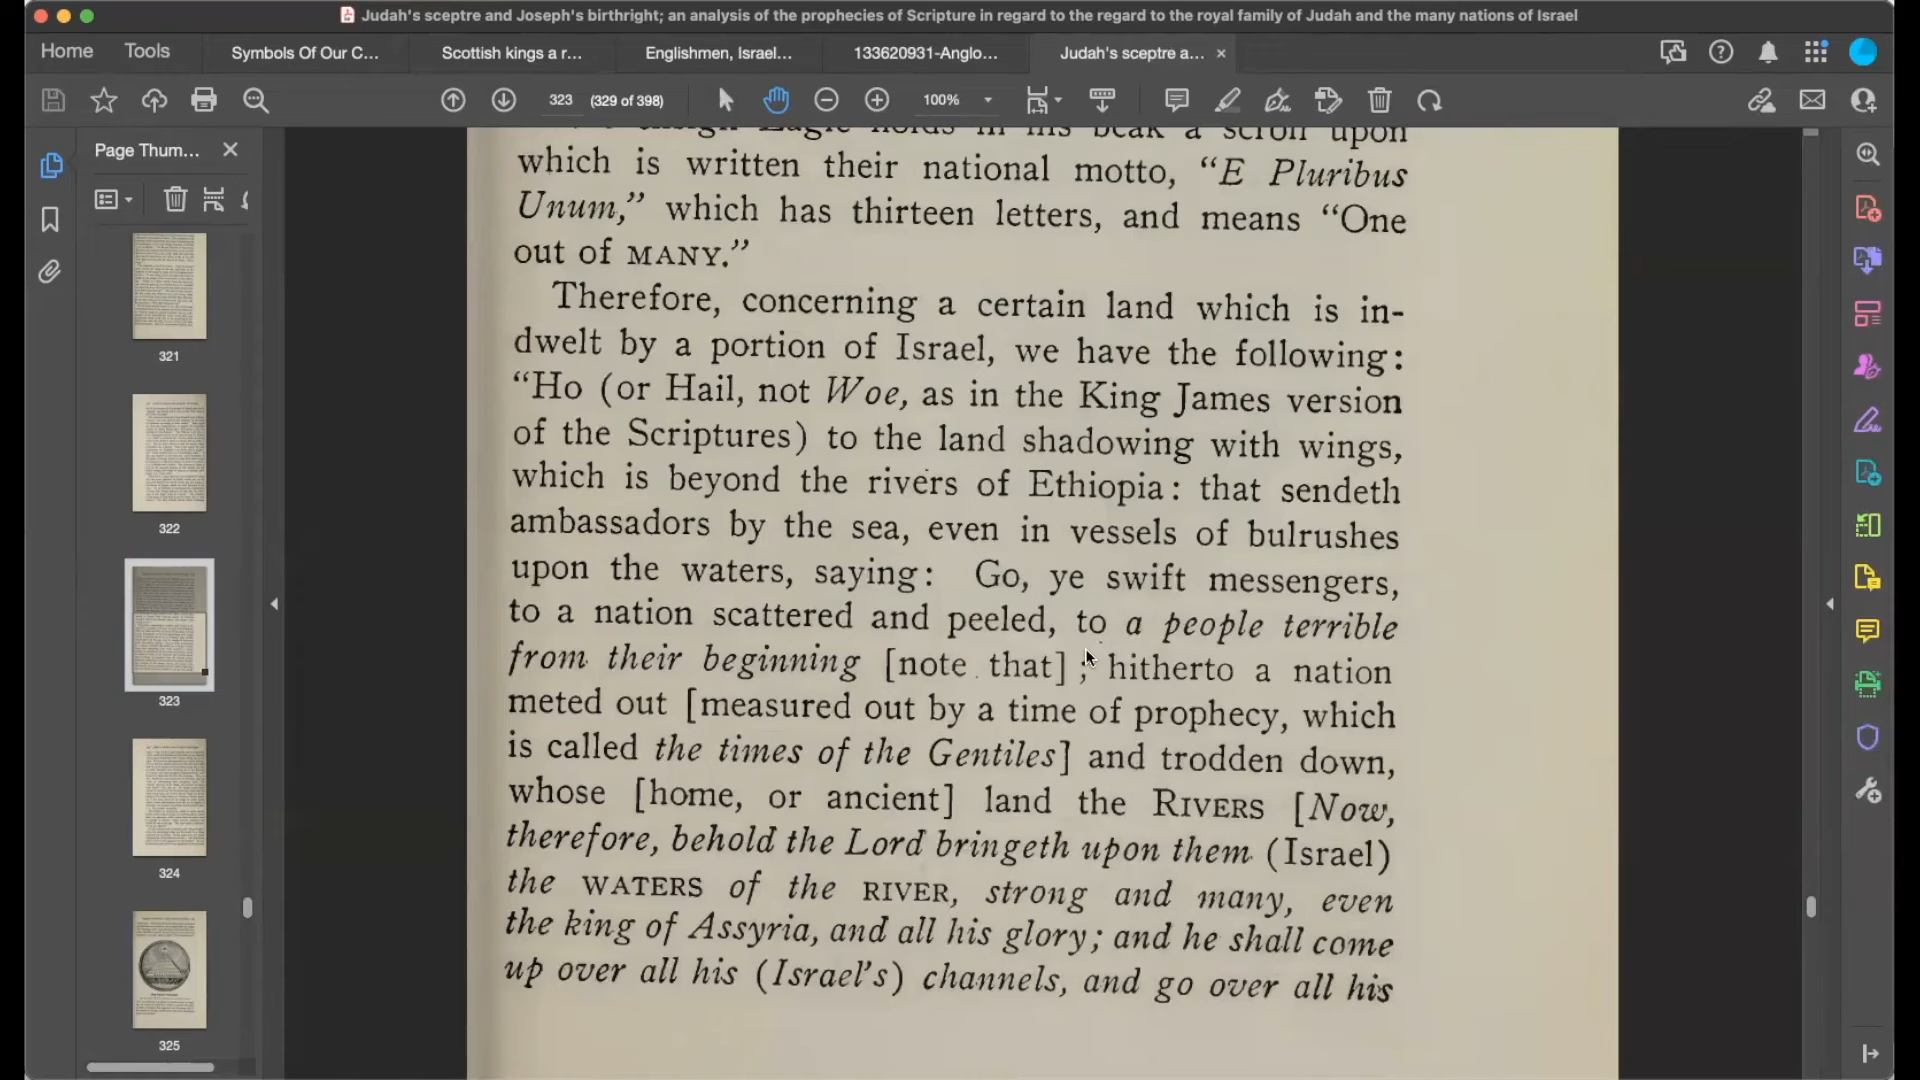 Judah's sceptre and Joseph's birthright; an analysis of the prophecies of Scripture in regard to the regard to the royal family of Judah and the many nations of Israel
Home
Tools
Symbols Of Our C...
Scottish kings a r...
Englishmen, Israel...
133620931-Anglo...
Judah's sceptre a...
323
(329 of 398)
100%
Page Thum...
321
322
323
324
325
Eagle holds in his beak a scroll upon
which is written their national motto, “E Pluribus
Unum,” which has thirteen letters, and means “One
out of MANY.”
Therefore, concerning a certain land which is in-
dwelt by a portion of Israel, we have the following:
“Ho (or Hail, not Woe, as in the King James version
of the Scriptures) to the land shadowing with wings,
which is beyond the rivers of Ethiopia: that sendeth
ambassadors by the sea, even in vessels of bulrushes
upon the waters, saying: Go, ye swift messengers,
to a nation scattered and peeled, to a people terrible
from their beginning [note that]; hitherto a nation
meted out [measured out by a time of prophecy, which
is called the times of the Gentiles] and trodden down,
whose [home, or ancient] land the RIVERS [Now,
therefore, behold the Lord bringeth upon them (Israel)
the WATERS of the RIVER, strong and many, even
the king of Assyria, and all his glory; and he shall come
up over all his (Israel's) channels, and go over all his